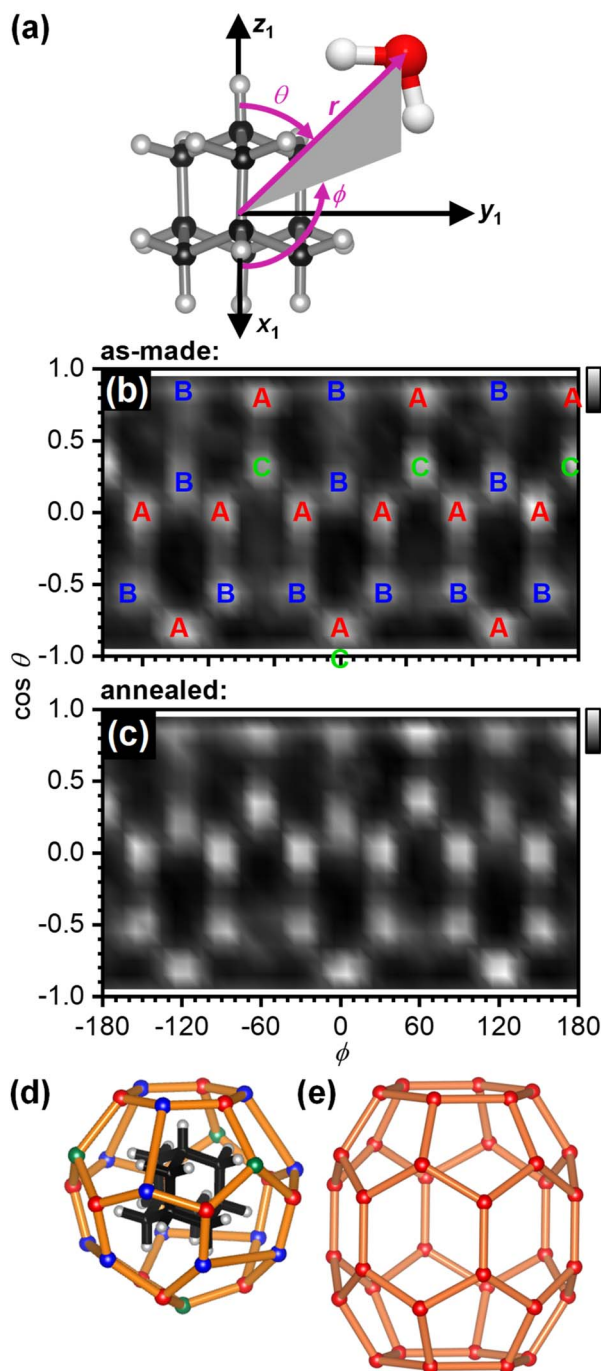 (a)
z1
θ
r
ϕ
y1
x1
as-made:
(b)
1.0
B A B A B A
0.5
C C C
B B B
0.0
A A A A A A
-0.5
B B B B B B
A A A
-1.0
C
cos θ
annealed:
(c)
1.0
0.5
0.0
-0.5
-1.0
-180 -120 -60 0 60 120 180
ϕ
(d) (e)